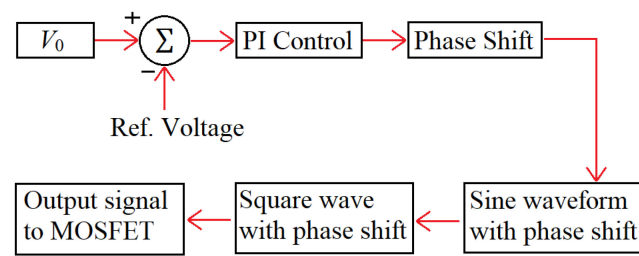 V₀
+
Σ
−
PI Control
Phase Shift
Ref. Voltage
Output signal
to MOSFET
Square wave
with phase shift
Sine waveform
with phase shift